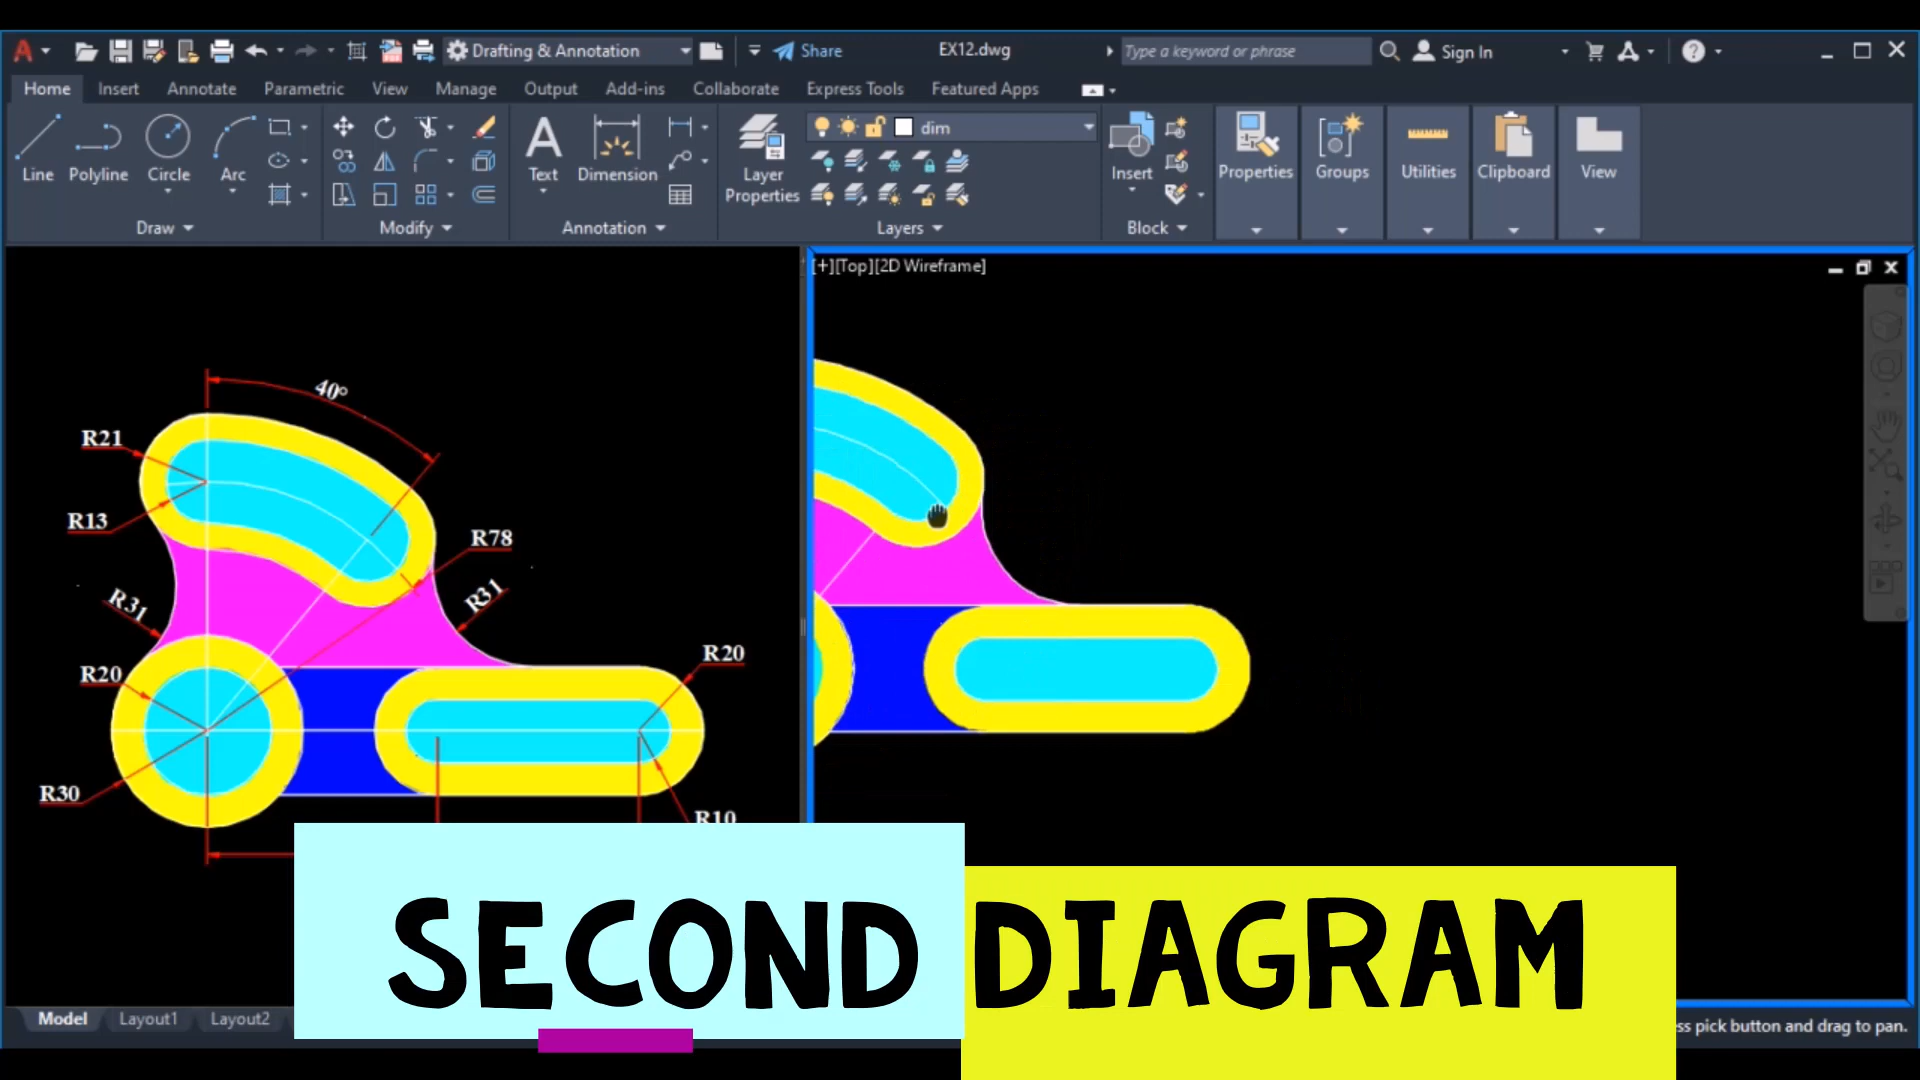 Drafting & Annotation
Share
EX12.dwg
Type a keyword or phrase
Sign In
Home Insert Annotate Parametric View Manage Output Add-ins Collaborate Express Tools Featured Apps
Line Polyline Circle Arc
Text Dimension
Layer Properties
dim
Insert
Properties Groups Utilities Clipboard View
Draw Modify Annotation Layers Block
[+][Top][2D Wireframe]
40°
R21
R13
R78
R31
R31
R20
R20
R30
R10
SECOND DIAGRAM
Model Layout1 Layout2
ss pick button and drag to pan.